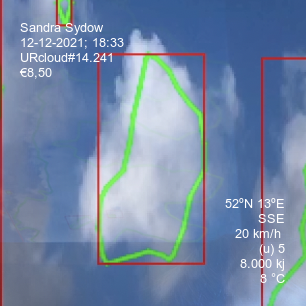 Sandra Sydow
12-12-2021; 18:33
URcloud#14.241
€8,50
52°N 13°E
SSE
20 km/h
(u) 5
8.000 kj
8 °C